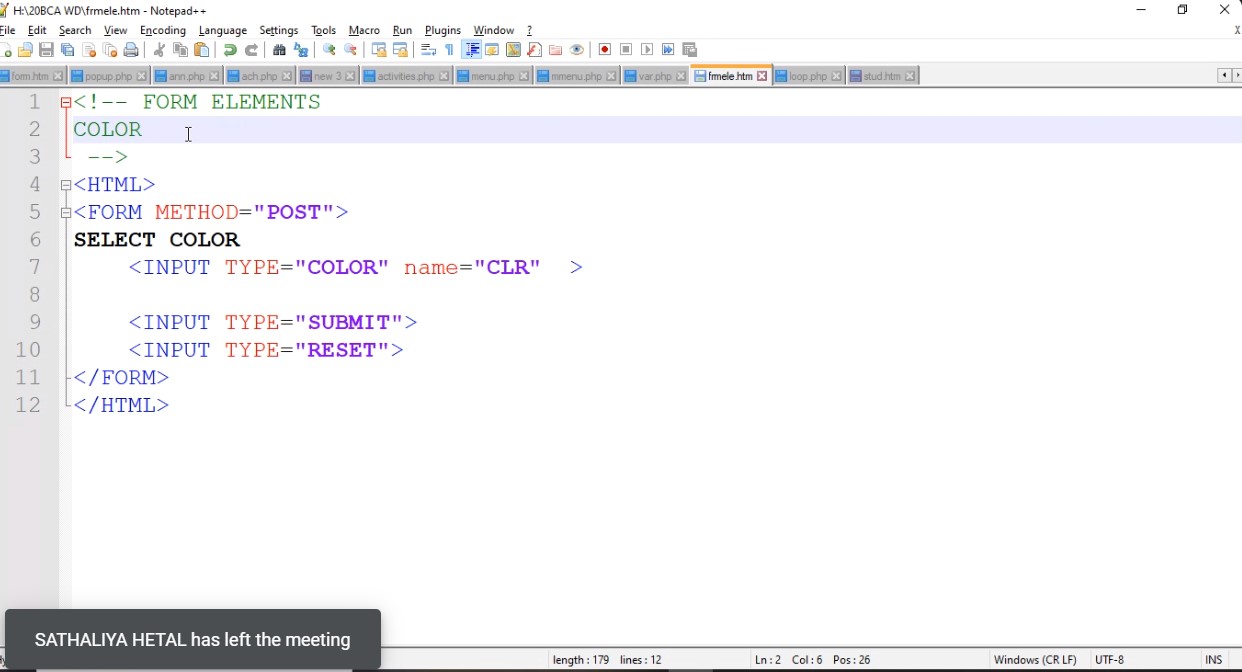 H:\20BCA WD\frmele.htm - Notepad++
File Edit Search View Encoding Language Settings Tools Macro Run Plugins Window ? X
form.htm popup.php ann.php ach.php new 3 activities.php menu.php mmenu.php var.php frmele.htm loop.php stud.htm
1 <!-- FORM ELEMENTS
2 COLOR
3 -->
4 <HTML>
5 <FORM METHOD="POST">
6 SELECT COLOR
7 <INPUT TYPE="COLOR" name="CLR" >
8
9 <INPUT TYPE="SUBMIT">
10 <INPUT TYPE="RESET">
11 </FORM>
12 </HTML>
SATHALIYA HETAL has left the meeting
length : 179 lines : 12 Ln : 2 Col : 6 Pos : 26 Windows (CR LF) UTF-8 INS